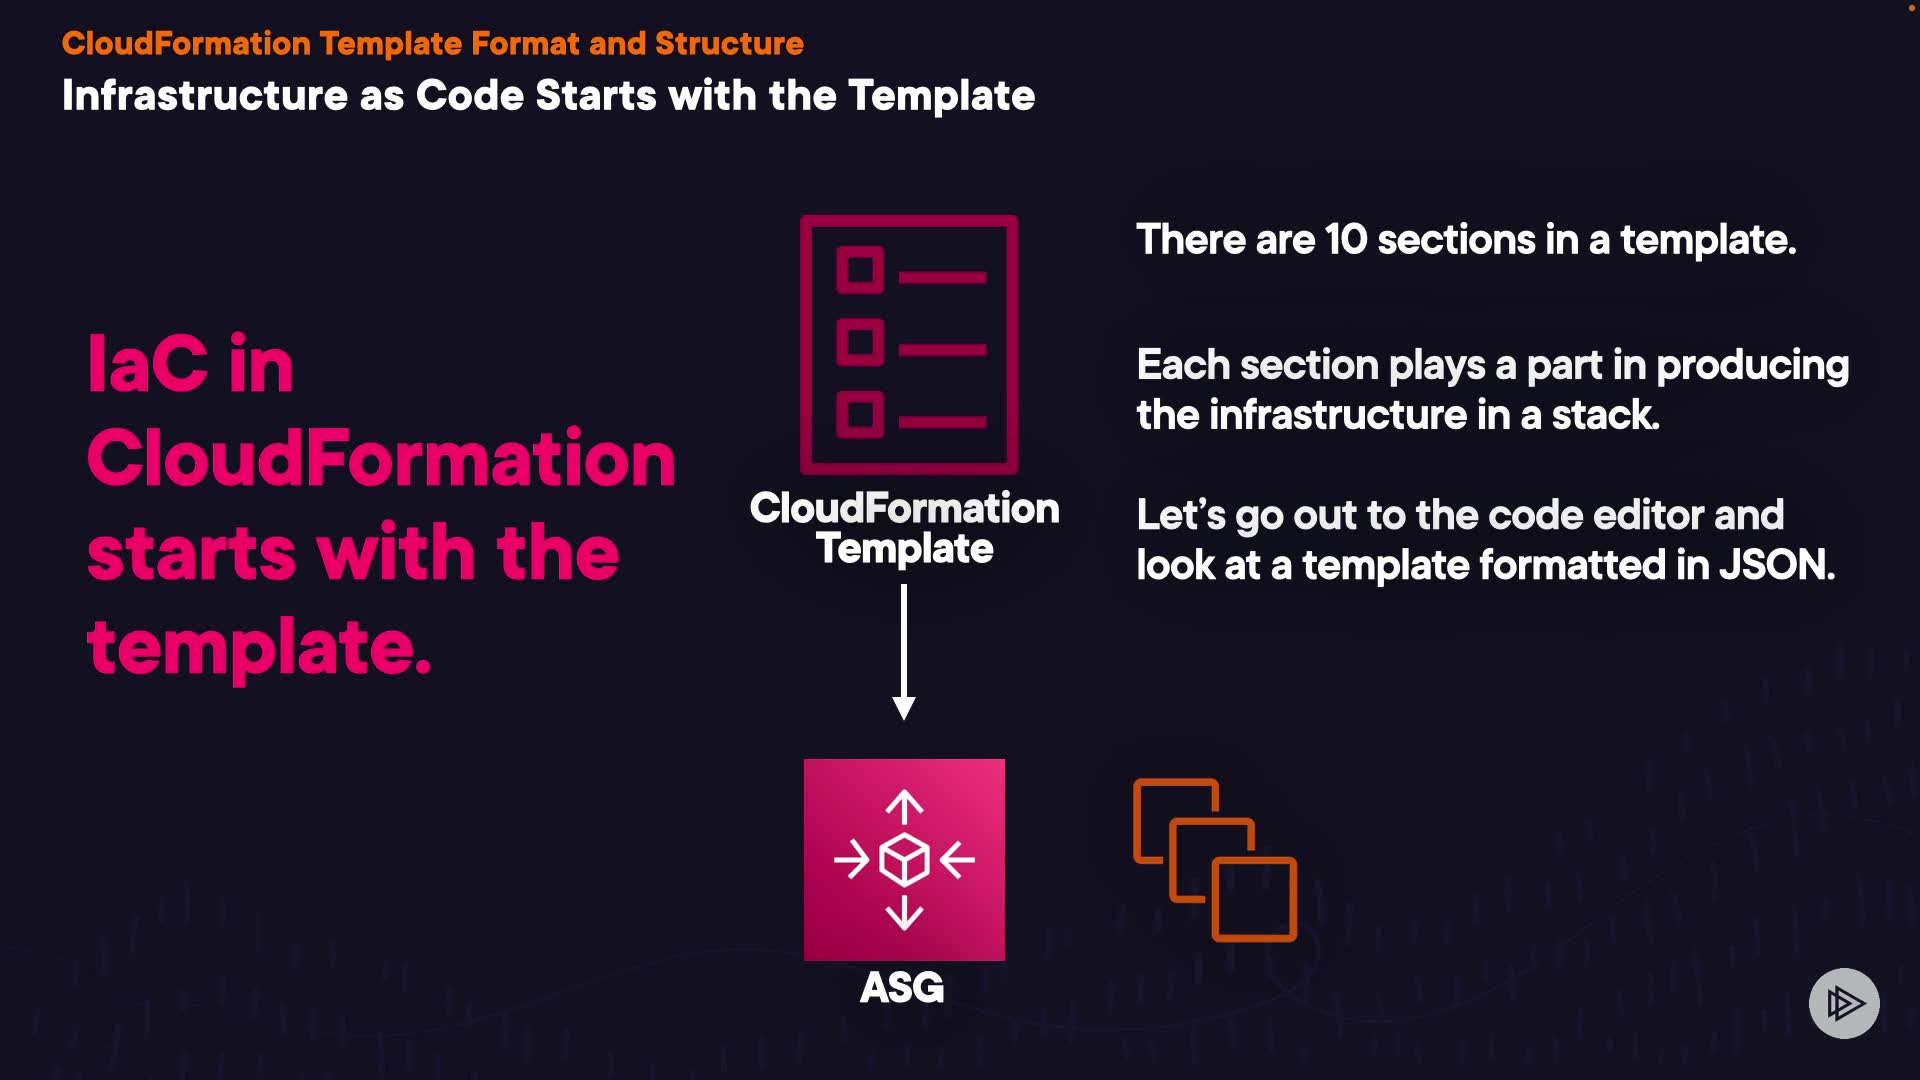 CloudFormation Template Format and Structure
Infrastructure as Code Starts with the Template
IaC in
CloudFormation
starts with the
template.
CloudFormation
Template
ASG
There are 10 sections in a template.
Each section plays a part in producing
the infrastructure in a stack.
Let’s go out to the code editor and
look at a template formatted in JSON.